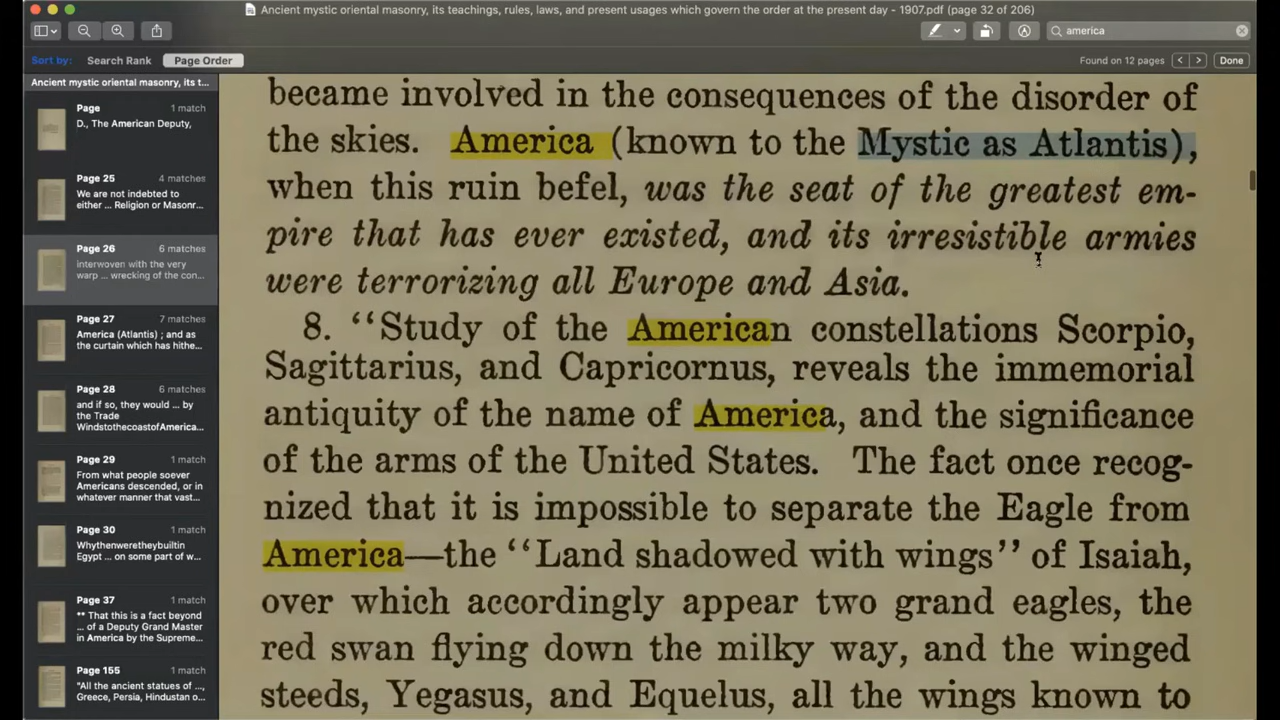 Ancient mystic oriental masonry, its teachings, rules, laws, and present usages which govern the order at the present day - 1907.pdf (page 32 of 206)
america
Sort by: Search Rank Page Order
Found on 12 pages
Done
Ancient mystic oriental masonry, its t...
Page 1 match
D., The American Deputy,
Page 25 4 matches
We are not indebted to
either ... Religion or Masonr...
Page 26 6 matches
interwoven with the very
warp ... wrecking of the con...
Page 27 7 matches
America (Atlantis) ; and as
the curtain which has hithe...
Page 28 6 matches
and if so, they would ... by
the Trade
WindstothecoastofAmerica...
Page 29 1 match
From what people soever
Americans descended, or in
whatever manner that vast...
Page 30 1 match
Whythenweretheybuiltin
Egypt ... on some part of w...
Page 37 1 match
"* That this is a fact beyond
... of a Deputy Grand Master
in America by the Supreme...
Page 155 1 match
"All the ancient statues of ...,
Greece, Persia, Hindustan o...
became involved in the consequences of the disorder of
the skies. America (known to the Mystic as Atlantis),
when this ruin befel, was the seat of the greatest em-
pire that has ever existed, and its irresistible armies
were terrorizing all Europe and Asia.
8. "Study of the American constellations Scorpio,
Sagittarius, and Capricornus, reveals the immemorial
antiquity of the name of America, and the significance
of the arms of the United States. The fact once recog-
nized that it is impossible to separate the Eagle from
America—the "Land shadowed with wings" of Isaiah,
over which accordingly appear two grand eagles, the
red swan flying down the milky way, and the winged
steeds, Yegasus, and Equelus, all the wings known to